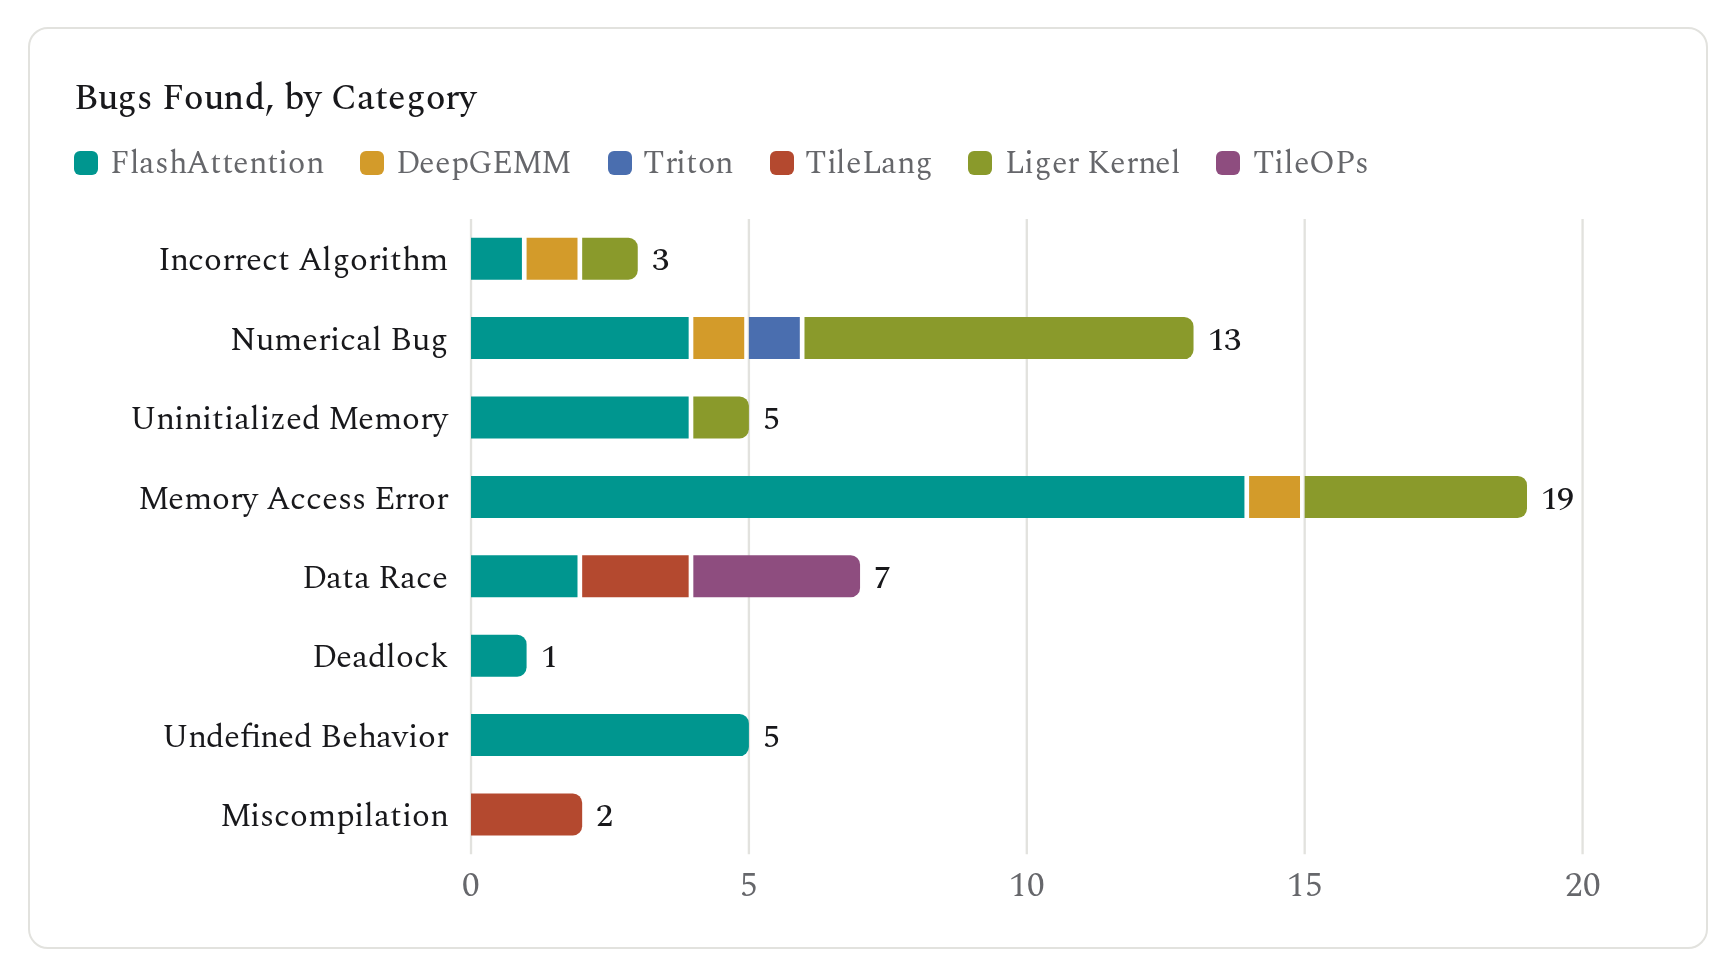 Bugs Found, by Category
FlashAttention DeepGEMM Triton TileLang Liger Kernel TileOPs
Incorrect Algorithm 3
Numerical Bug 13
Uninitialized Memory 5
Memory Access Error 19
Data Race 7
Deadlock 1
Undefined Behavior 5
Miscompilation 2
0 5 10 15 20